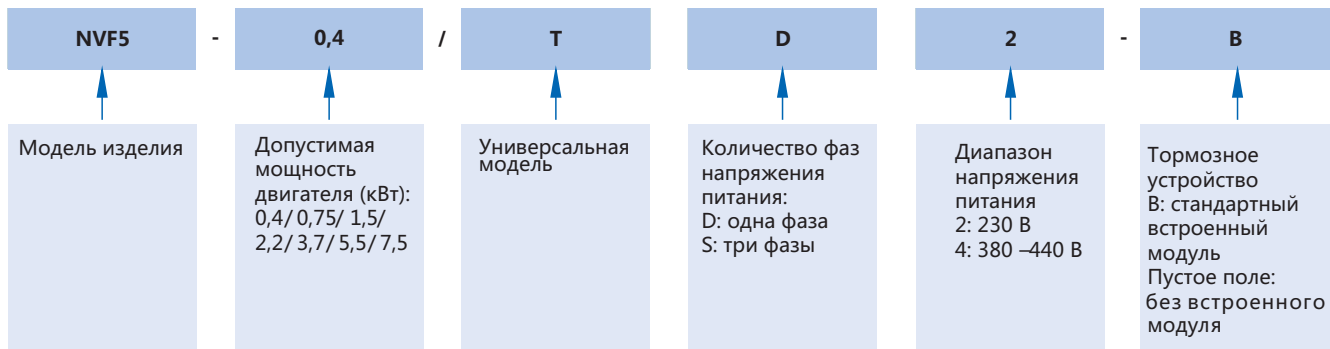 NVF5 - 0,4 / T D 2 - B
Модель изделия
Допустимая
мощность
двигателя (кВт):
0,4/ 0,75/ 1,5/
2,2/ 3,7/ 5,5/ 7,5
Универсальная
модель
Количество фаз
напряжения
питания:
D: одна фаза
S: три фазы
Диапазон
напряжения
питания
2: 230 В
4: 380 –440 В
Тормозное
устройство
B: стандартный
встроенный
модуль
Пустое поле:
без встроенного
модуля